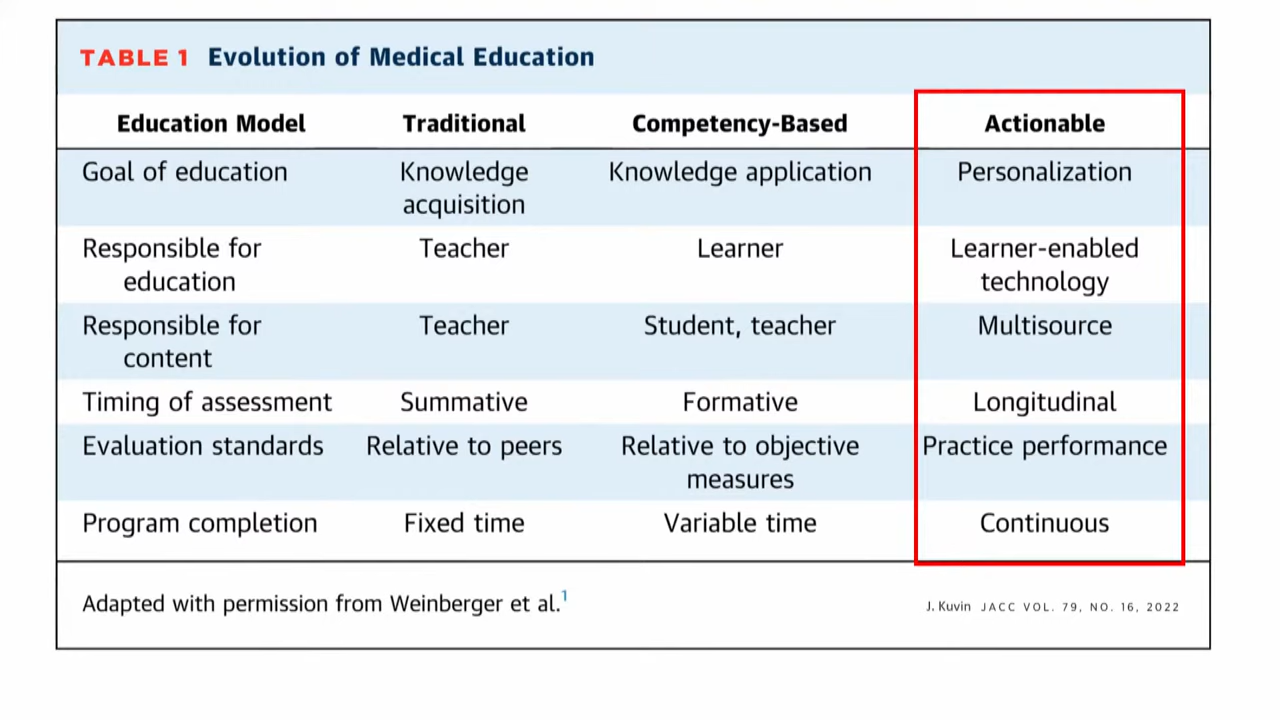 TABLE 1 Evolution of Medical Education
Education Model Traditional Competency-Based Actionable
Goal of education Knowledge acquisition Knowledge application Personalization
Responsible for education Teacher Learner Learner-enabled technology
Responsible for content Teacher Student, teacher Multisource
Timing of assessment Summative Formative Longitudinal
Evaluation standards Relative to peers Relative to objective measures Practice performance
Program completion Fixed time Variable time Continuous
Adapted with permission from Weinberger et al.1
J. Kuvin JACC VOL. 79, NO. 16, 2022